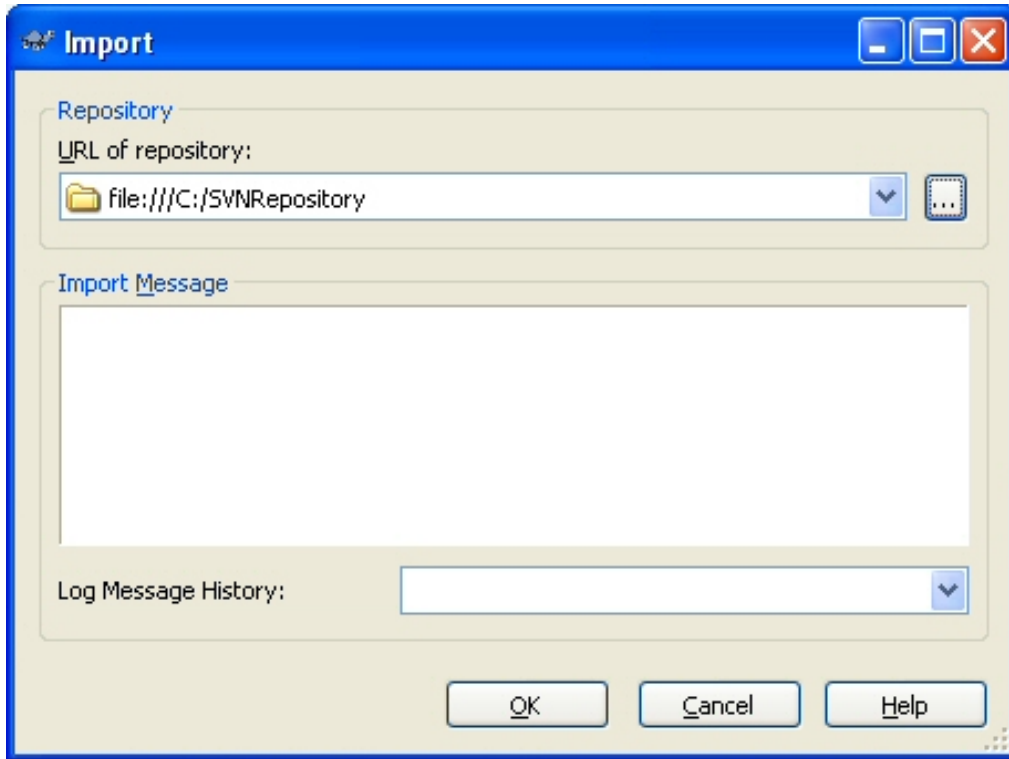 Import
Repository
URL of repository:
file:///C:/SVNRepository
...
Import Message
Log Message History:
OK Cancel Help